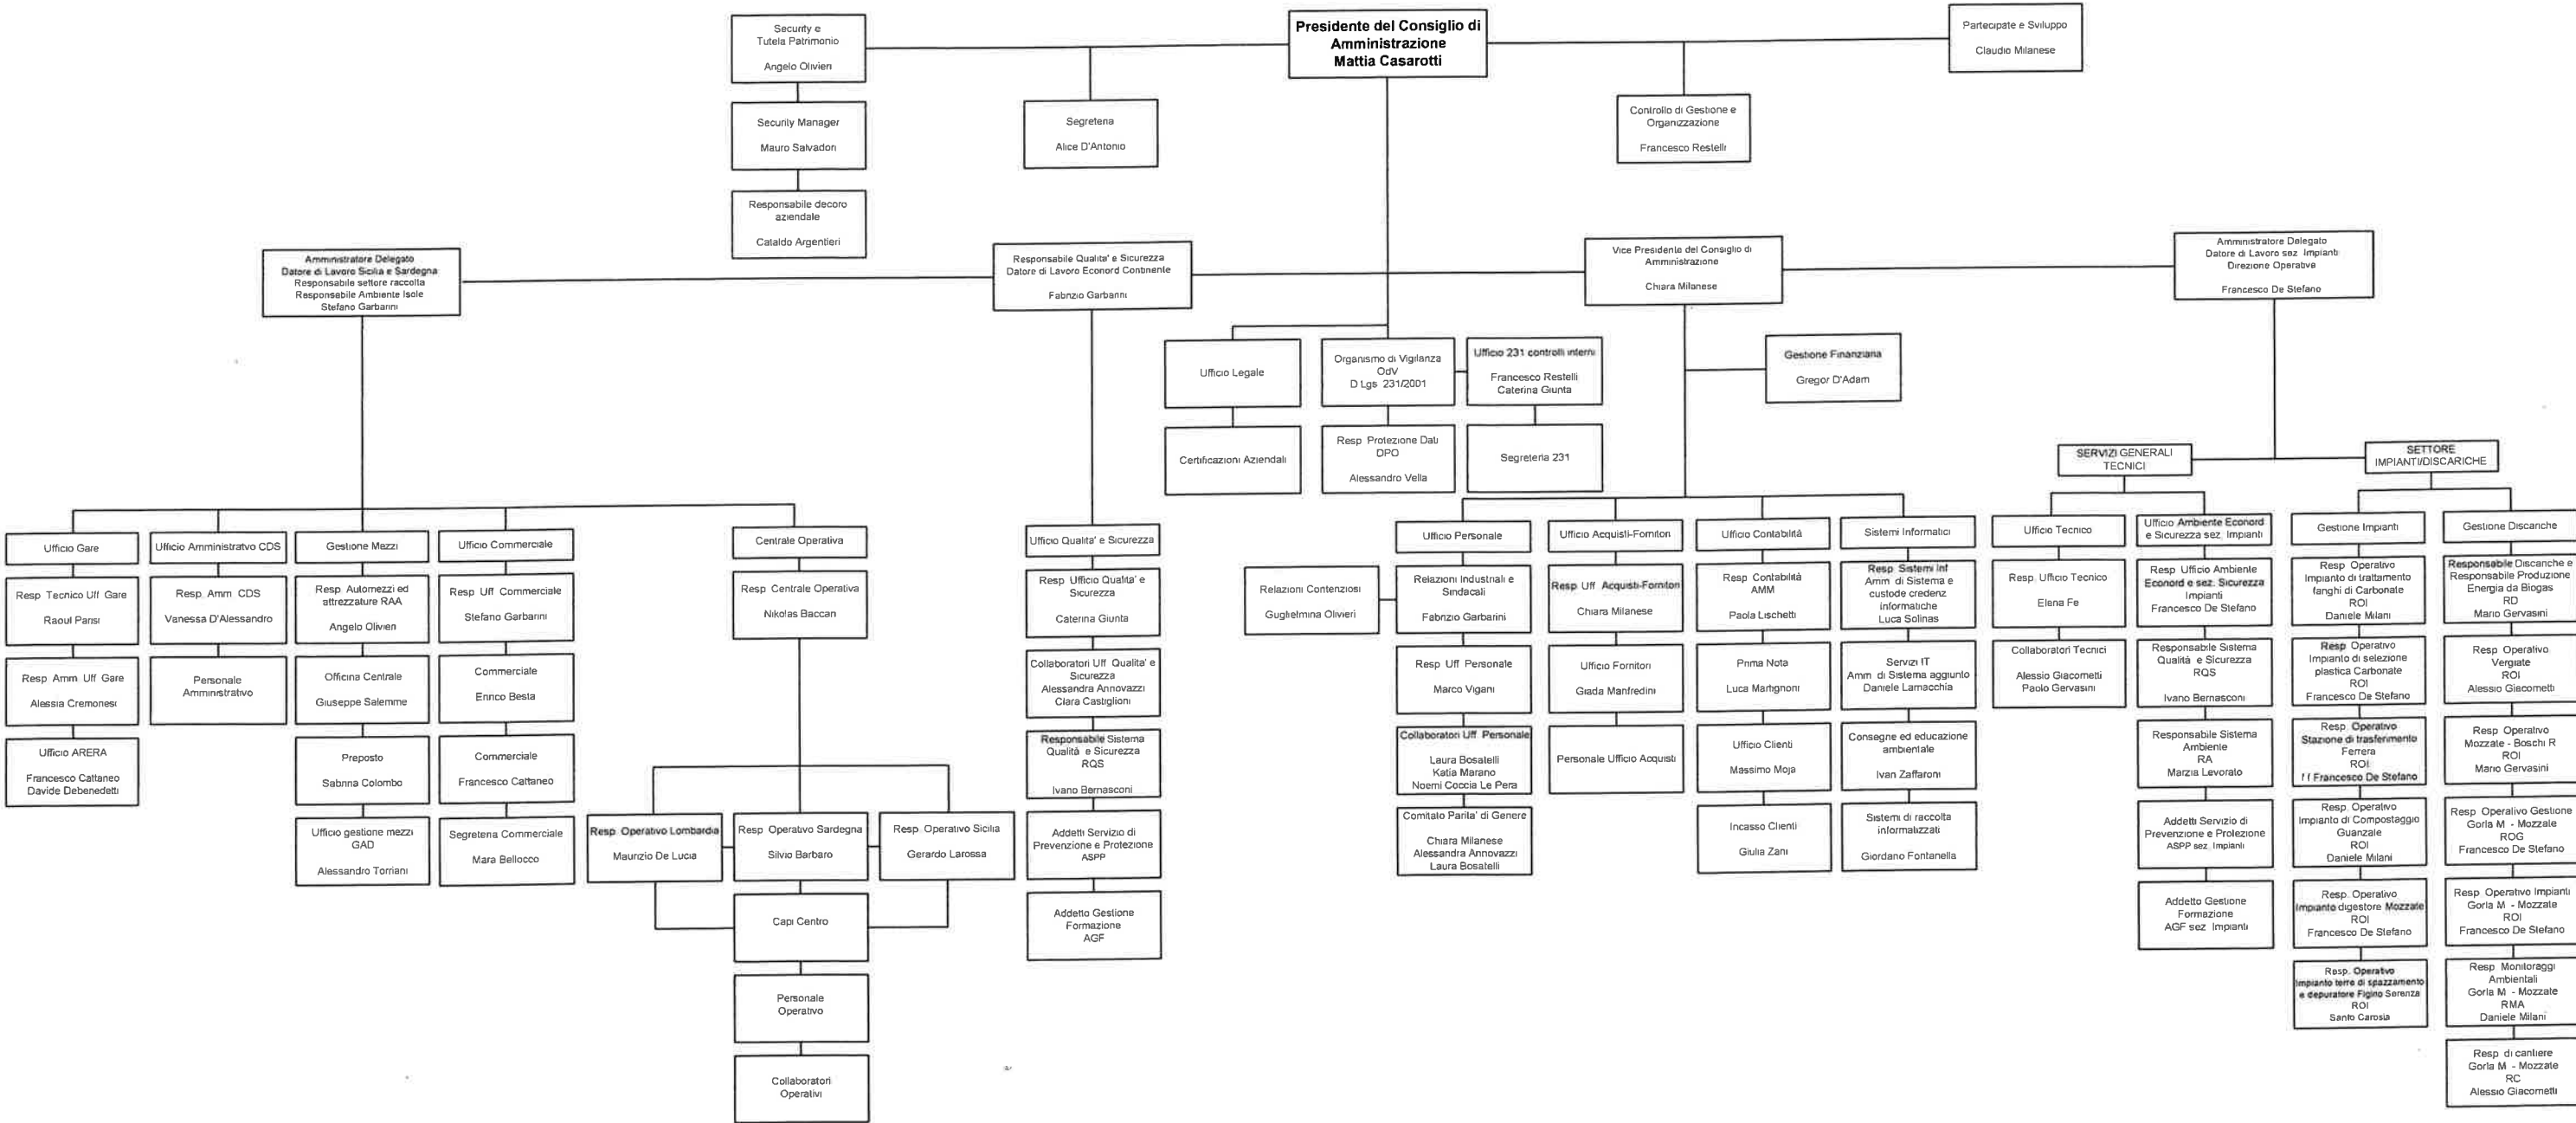 Security e
Tutela Patrimonio
Angelo Olivieri
Presidente del Consiglio di
Amministrazione
Mattia Casarotti
Partecipate e Sviluppo
Claudio Milanese
Security Manager
Mauro Salvadori
Segreteria
Alice D'Antonio
Controllo di Gestione e
Organizzazione
Francesco Restelli
Responsabile decoro
aziendale
Cataldo Argentieri
Amministratore Delegato
Datore di Lavoro Sicilia e Sardegna
Responsabile settore raccolta
Responsabile Ambiente Isole
Stefano Garbarini
Responsabile Qualita' e Sicurezza
Datore di Lavoro Econord Continente
Fabrizio Garbarini
Vice Presidente del Consiglio di
Amministrazione
Chiara Milanese
Amministratore Delegato
Datore di Lavoro sez. Impianti
Direzione Operativa
Francesco De Stefano
Ufficio Legale
Organismo di Vigilanza
OdV
D Lgs 231/2001
Ufficio 231 controlli interni
Francesco Restelli
Caterina Giunta
Gestione Finanziaria
Gregor D'Adam
Certificazioni Aziendali
Resp Protezione Dati
DPO
Alessandro Vella
Segreteria 231
SERVIZI GENERALI
TECNICI
SETTORE
IMPIANTI/DISCARICHE
Ufficio Gare
Resp Tecnico Uff Gare
Raoul Parisi
Resp Amm Uff Gare
Alessia Cremonesi
Ufficio ARERA
Francesco Cattaneo
Davide Debenedetti
Ufficio Amministratvo CDS
Resp. Amm CDS
Vanessa D'Alessandro
Personale
Amministrativo
Gestione Mezzi
Resp Automezzi ed
attrezzature RAA
Angelo Olivieri
Officina Centrale
Giuseppe Salemme
Preposto
Sabrina Colombo
Ufficio gestione mezzi
GAD
Alessandro Torriani
Ufficio Commerciale
Resp Uff Commerciale
Stefano Garbarini
Commerciale
Enrico Besta
Commerciale
Francesco Cattaneo
Segreteria Commerciale
Mara Bellocco
Centrale Operativa
Resp Centrale Operativa
Nikolas Baccan
Resp. Operativo Lombardia
Maurizio De Lucia
Resp Operativo Sardegna
Silvio Barbaro
Resp. Operativo Sicilia
Gerardo Larossa
Capi Centro
Personale
Operativo
Collaboratori
Operativi
Ufficio Qualita' e Sicurezza
Resp Ufficio Qualita' e
Sicurezza
Caterina Giunta
Collaboratori Uff Qualita' e
Sicurezza
Alessandra Annovazzi
Clara Castiglioni
Responsabile Sistema
Qualità e Sicurezza
RQS
Ivano Bernasconi
Addetti Servizio di
Prevenzione e Protezione
ASPP
Addetto Gestione
Formazione
AGF
Relazioni Contenziosi
Guglielmina Olivieri
Ufficio Personale
Relazioni Industriali e
Sindacali
Fabrizio Garbarini
Resp Uff Personale
Marco Vigani
Collaboratori Uff Personale
Laura Bosatelli
Katia Marano
Noemi Coccia Le Pera
Comitato Parita' di Genere
Chiara Milanese
Alessandra Annovazzi
Laura Bosatelli
Ufficio Acquisti-Fornitori
Resp Uff Acquisti-Fornitori
Chiara Milanese
Ufficio Fornitori
Giada Manfredini
Personale Ufficio Acquisti
Ufficio Contabilità
Resp Contabilità
AMM
Paola Lischetti
Prima Nota
Luca Martignoni
Ufficio Clienti
Massimo Moja
Incasso Clienti
Giulia Zani
Sistemi Informatici
Resp Sistemi Inf
Amm di Sistema e
custode credenz
informatiche
Luca Solinas
Servizi IT
Amm di Sistema aggiunto
Daniele Lamacchia
Consegne ed educazione
ambientale
Ivan Zaffaroni
Sistemi di raccolta
informatizzati
Giordano Fontanella
Ufficio Tecnico
Resp. Ufficio Tecnico
Elena Fe
Collaboratori Tecnici
Alessio Giacometti
Paolo Gervasini
Ufficio Ambiente Econord
e Sicurezza sez. Impianti
Resp Ufficio Ambiente
Econord e sez. Sicurezza
Impianti
Francesco De Stefano
Responsabile Sistema
Qualità e Sicurezza
RQS
Ivano Bernasconi
Responsabile Sistema
Ambiente
RA
Marzia Levorato
Addetti Servizio di
Prevenzione e Protezione
ASPP sez. Impianti
Addetto Gestione
Formazione
AGF sez Impianti
Gestione Impianti
Resp Operativo
Impianto di trattamento
fanghi di Carbonate
ROI
Daniele Milani
Resp Operativo
Impianto di selezione
plastica Carbonate
ROI
Francesco De Stefano
Resp. Operativo
Stazione di trasferimento
Ferrera
ROI
f f Francesco De Stefano
Resp. Operativo
Impianto di Compostaggio
Guanzate
ROI
Daniele Milani
Resp. Operativo
Impianto digestore Mozzate
ROI
Francesco De Stefano
Resp. Operativo
Impianto terre di spazzamento
e depuratore Figino Serenza
ROI
Santo Carosia
Gestione Discariche
Responsabile Discariche e
Responsabile Produzione
Energia da Biogas
RD
Mario Gervasini
Resp Operativo
Vergiate
ROI
Alessio Giacometti
Resp Operativo
Mozzate - Boschi R
ROI
Mario Gervasini
Resp Operativo Gestione
Gorla M - Mozzate
ROG
Francesco De Stefano
Resp Operativo Impianti
Gorla M - Mozzate
ROI
Francesco De Stefano
Resp Monitoraggi
Ambientali
Gorla M - Mozzate
RMA
Daniele Milani
Resp di cantiere
Gorla M - Mozzate
RC
Alessio Giacometti